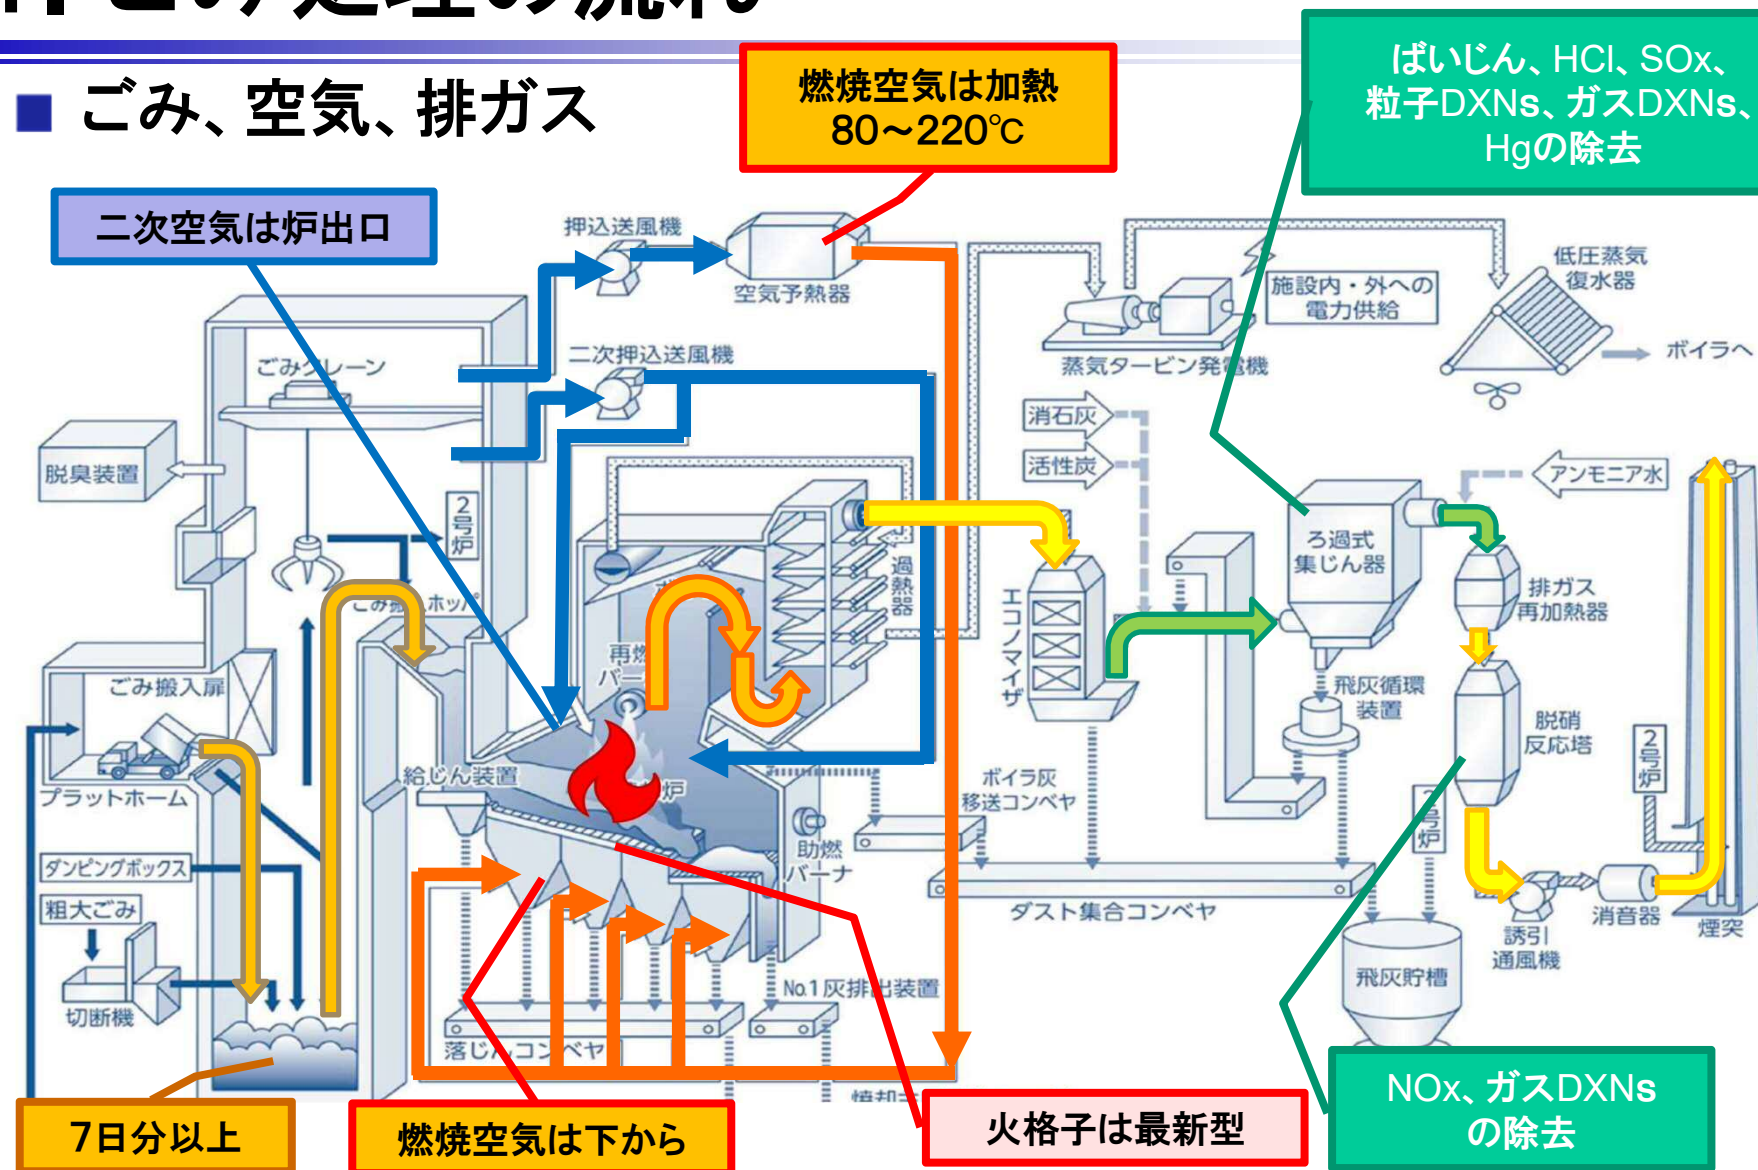 ごみ処理の流れ
ごみ、空気、排ガス
燃焼空気は加熱
80～220℃
ばいじん、HCl、SOx、
粒子DXNs、ガスDXNs、
Hgの除去
二次空気は炉出口
押込送風機
空気予熱器
二次押込送風機
ごみクレーン
脱臭装置
2号炉
施設内・外への
電力供給
低圧蒸気
復水器
ボイラへ
蒸気タービン発電機
消石灰
活性炭
アンモニア水
ろ過式
集じん器
排ガス
再加熱器
過熱器
エコノマイザ
ホッパ
ごみ搬入扉
プラットホーム
給じん装置
炉
飛灰循環
装置
脱硝
反応塔
2号炉
ボイラ灰
移送コンベヤ
助燃
バーナ
ダンピングボックス
粗大ごみ
切断機
ダスト集合コンベヤ
号炉
消音器
煙突
誘引
通風機
飛灰貯槽
No.1灰排出装置
落じんコンベヤ
7日分以上
燃焼空気は下から
火格子は最新型
NOx、ガスDXNs
の除去